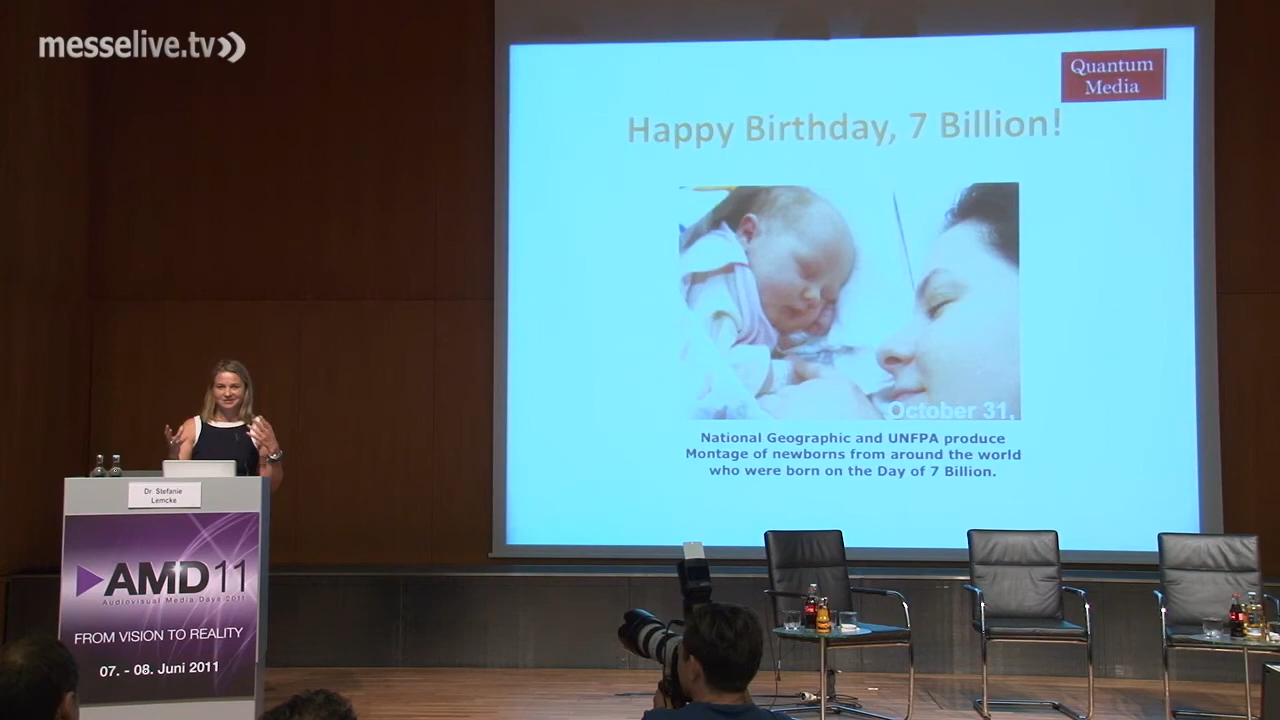 messelive.tv
Quantum
Media
Happy Birthday, 7 Billion!
October 31,
National Geographic and UNFPA produce
Montage of newborns from around the world
who were born on the Day of 7 Billion.
Dr. Stefanie
Lemcke
AMD11
Audiovisual Media Days 2011
FROM VISION TO REALITY
07. - 08. Juni 2011